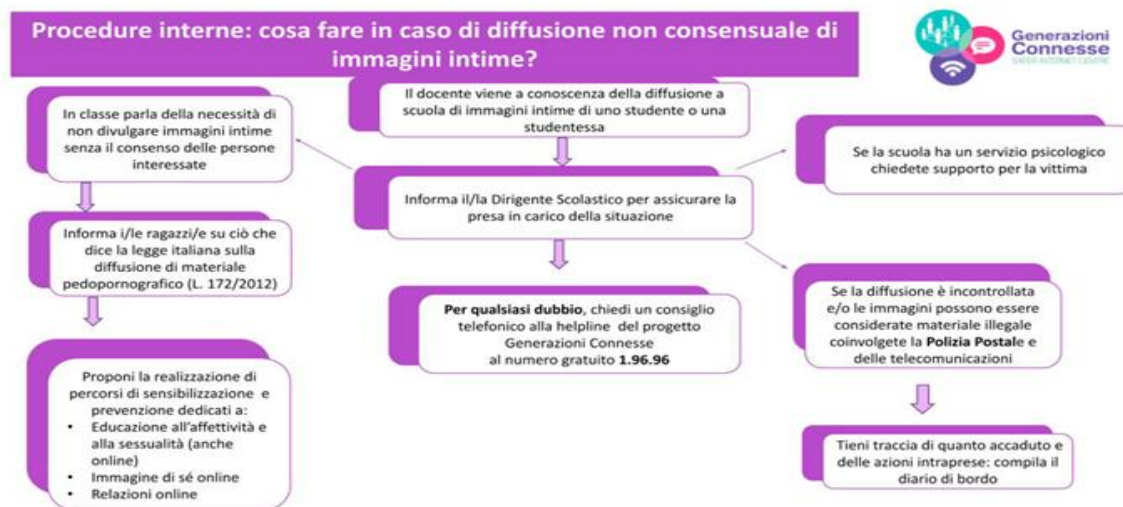 Procedure interne: cosa fare in caso di diffusione non consensuale di
immagini intime?
Generazioni
Connesse
SAFER INTERNET CENTRE
Il docente viene a conoscenza della diffusione a
scuola di immagini intime di uno studente o una
studentessa
In classe parla della necessità di
non divulgare immagini intime
senza il consenso delle persone
interessate
Se la scuola ha un servizio psicologico
chiedete supporto per la vittima
Informa il/la Dirigente Scolastico per assicurare la
presa in carico della situazione
Informa i/le ragazzi/e su ciò che
dice la legge italiana sulla
diffusione di materiale
pedopornografico (L. 172/2012)
Per qualsiasi dubbio, chiedi un consiglio
telefonico alla helpline del progetto
Generazioni Connesse
al numero gratuito 1.96.96
Se la diffusione è incontrollata
e/o le immagini possono essere
considerate materiale illegale
coinvolgete la Polizia Postale e
delle telecomunicazioni
Proponi la realizzazione di
percorsi di sensibilizzazione e
prevenzione dedicati a:
• Educazione all'affettività e
alla sessualità (anche
online)
• Immagine di sé online
• Relazioni online
Tieni traccia di quanto accaduto e
delle azioni intraprese: compila il
diario di bordo